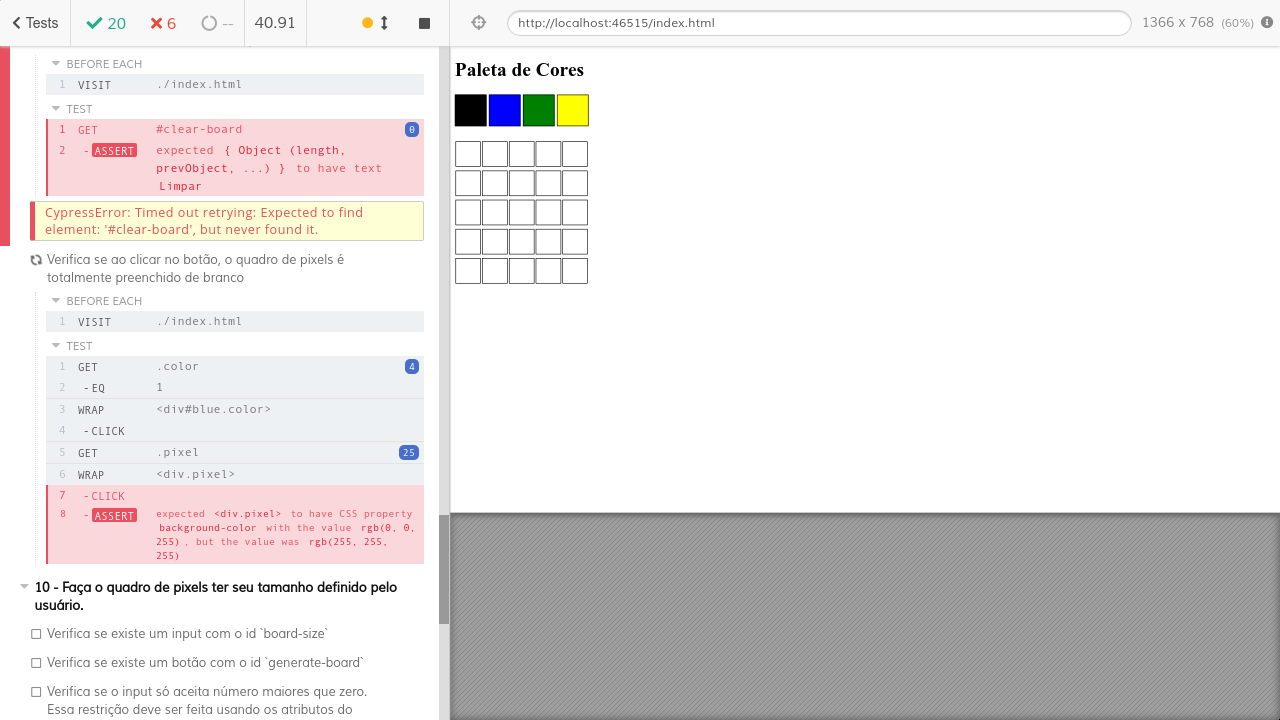 Tests 20 6 -- 40.91
http://localhost:46515/index.html 1366 x 768 (60%)
BEFORE EACH
1 VISIT ./index.html
TEST
1 GET #clear-board 0
2 - ASSERT expected { Object (length,
prevObject, ...) } to have text
Limpar
CypressError: Timed out retrying: Expected to find
element: '#clear-board', but never found it.
Verifica se ao clicar no botão, o quadro de pixels é
totalmente preenchido de branco
BEFORE EACH
1 VISIT ./index.html
TEST
1 GET .color 4
2 - EQ 1
3 WRAP <div#blue.color>
4 - CLICK
5 GET .pixel 25
6 WRAP <div.pixel>
7 - CLICK
8 - ASSERT expected <div.pixel> to have CSS property
background-color with the value rgb(0, 0,
255) , but the value was rgb(255, 255,
255)
10 - Faça o quadro de pixels ter seu tamanho definido pelo
usuário.
Verifica se existe um input com o id `board-size`
Verifica se existe um botão com o id `generate-board`
Verifica se o input só aceita número maiores que zero.
Essa restrição deve ser feita usando os atributos do
Paleta de Cores